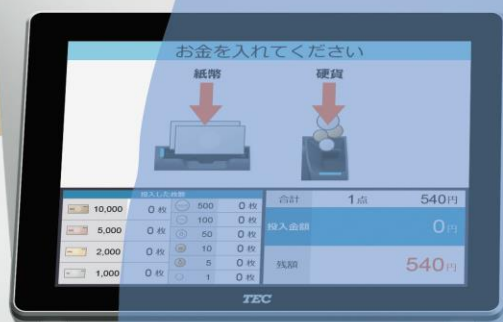 お金を入れてください
紙幣 硬貨
投入した金額
10,000 0 枚 500 0 枚
100 0 枚
5,000 0 枚 50 0 枚
2,000 0 枚 10 0 枚
5 0 枚
1,000 0 枚 1 0 枚
合計 1点 540円
投入金額 0円
残額 540円
TEC